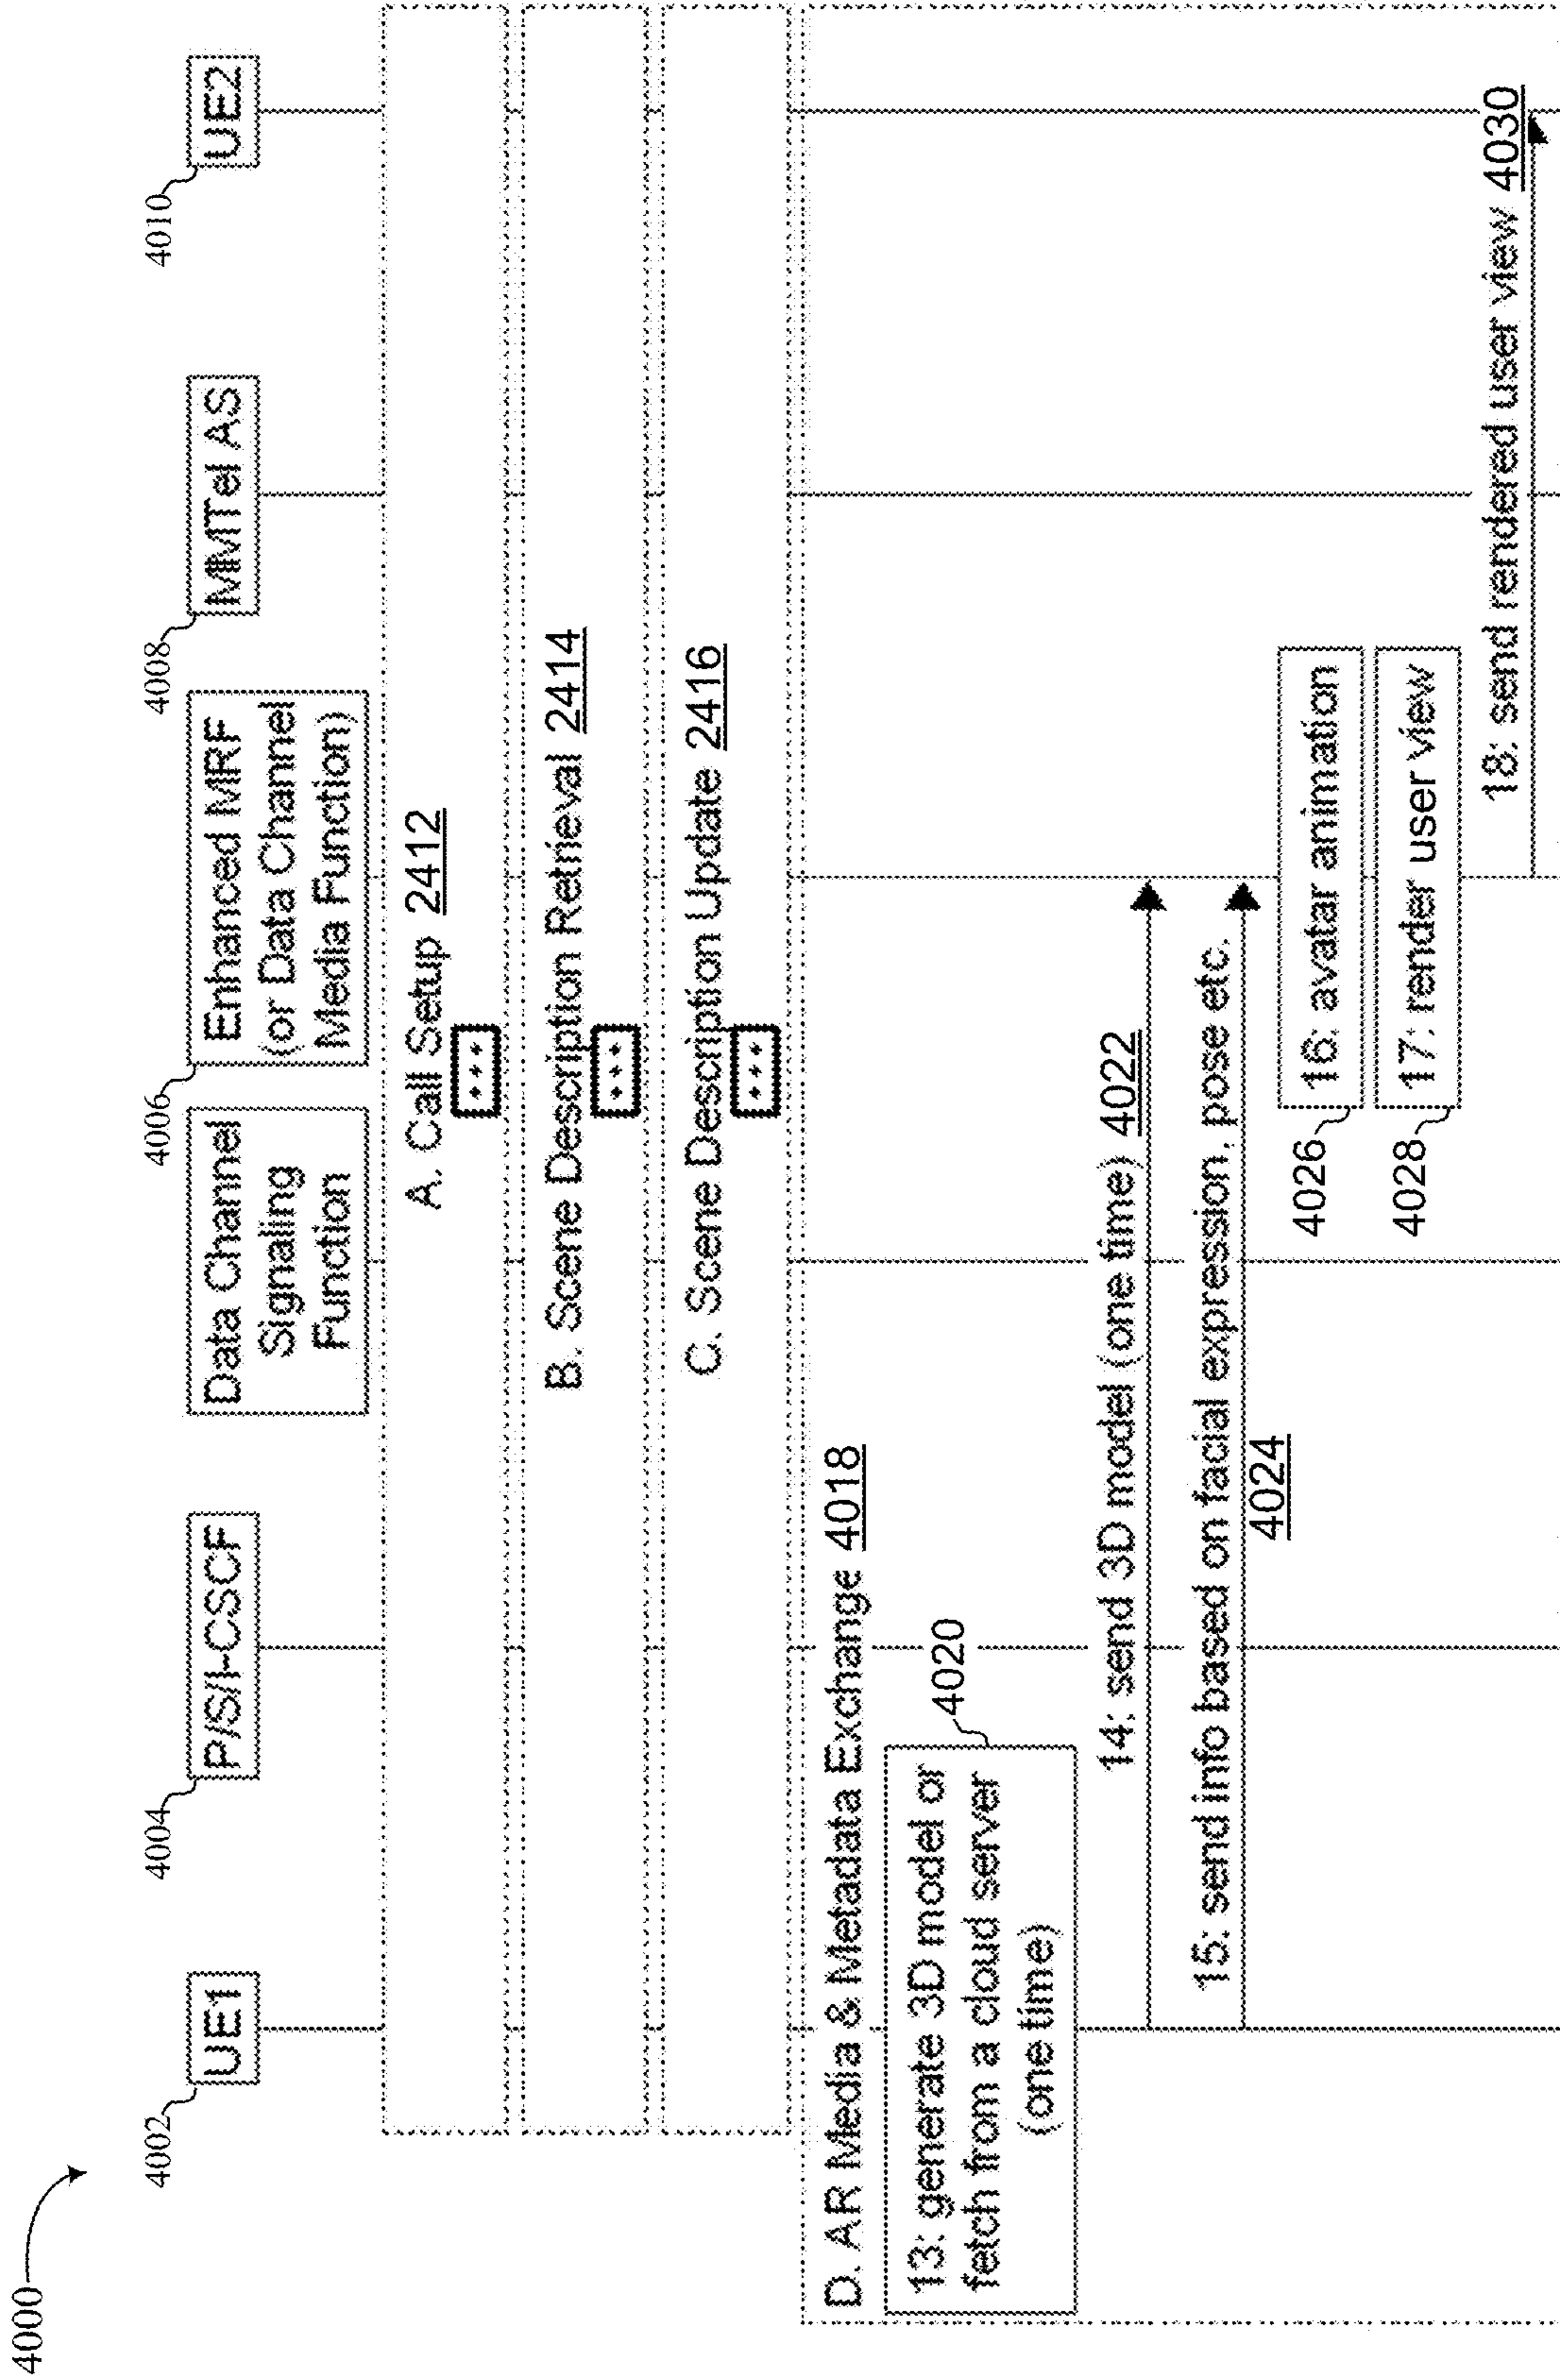 4000
4002
4004
4006
4008
4010
UE1
P/S/I-CSCF
Data Channel
Signaling
Function
Enhanced MRF
(or Data Channel
Media Function)
MMTel AS
UE2
A. Call Setup 2412
B. Scene Description Retrieval 2414
C. Scene Description Update 2416
D. AR Media & Metadata Exchange 4018
13: generate 3D model or
fetch from a cloud server
(one time)
4020
14: send 3D model (one time) 4022
15: send info based on facial expression, pose etc.
4024
4026
16: avatar animation
4028
17: render user view
18: send rendered user view 4030